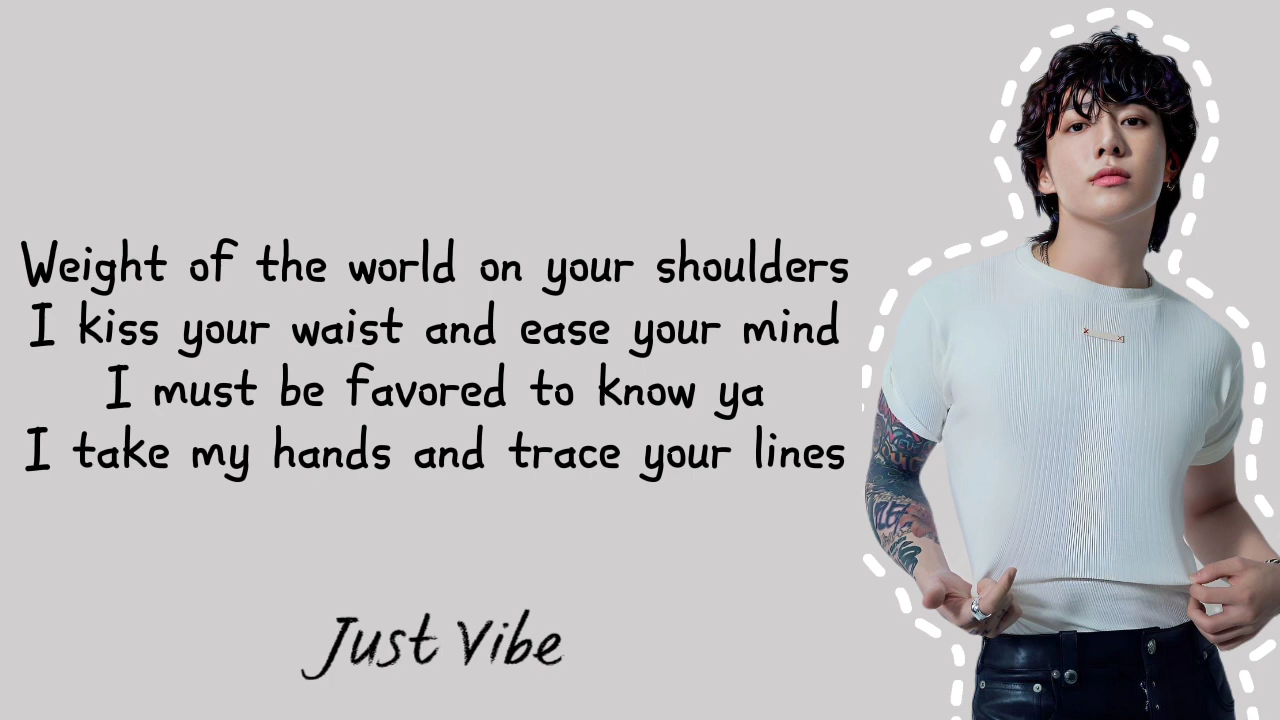 Weight of the world on your shoulders
I kiss your waist and ease your mind
I must be favored to know ya
I take my hands and trace your lines
Just Vibe